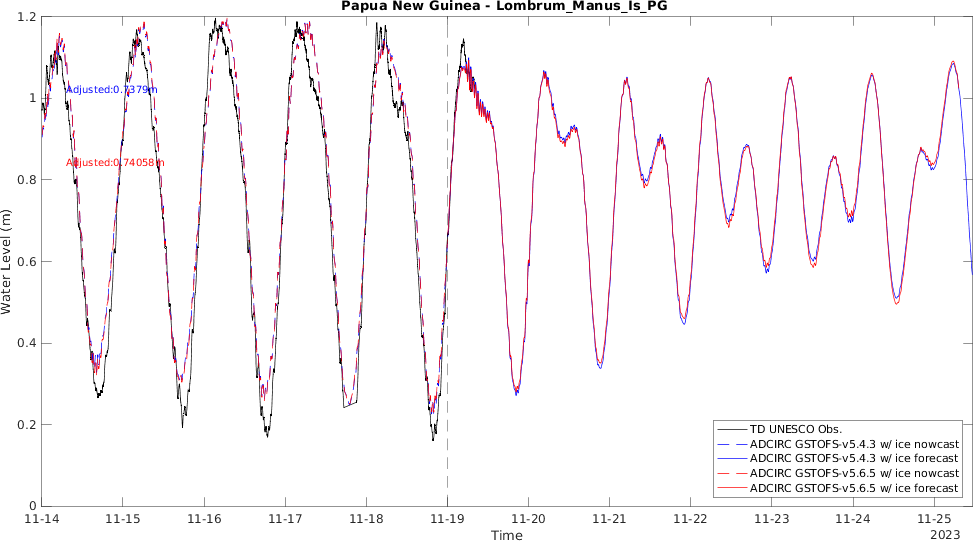 Papua New Guinea - Lombrum_Manus_Is_PG
1.2
1
0.8
0.6
0.4
0.2
0
Water Level (m)
Adjusted:0.7379m
Adjusted:0.74058m
TD UNESCO Obs.
ADCIRC GSTOFS-v5.4.3 w/ ice nowcast
ADCIRC GSTOFS-v5.4.3 w/ ice forecast
ADCIRC GSTOFS-v5.6.5 w/ ice nowcast
ADCIRC GSTOFS-v5.6.5 w/ ice forecast
11-14 11-15 11-16 11-17 11-18 11-19 11-20 11-21 11-22 11-23 11-24 11-25
2023
Time